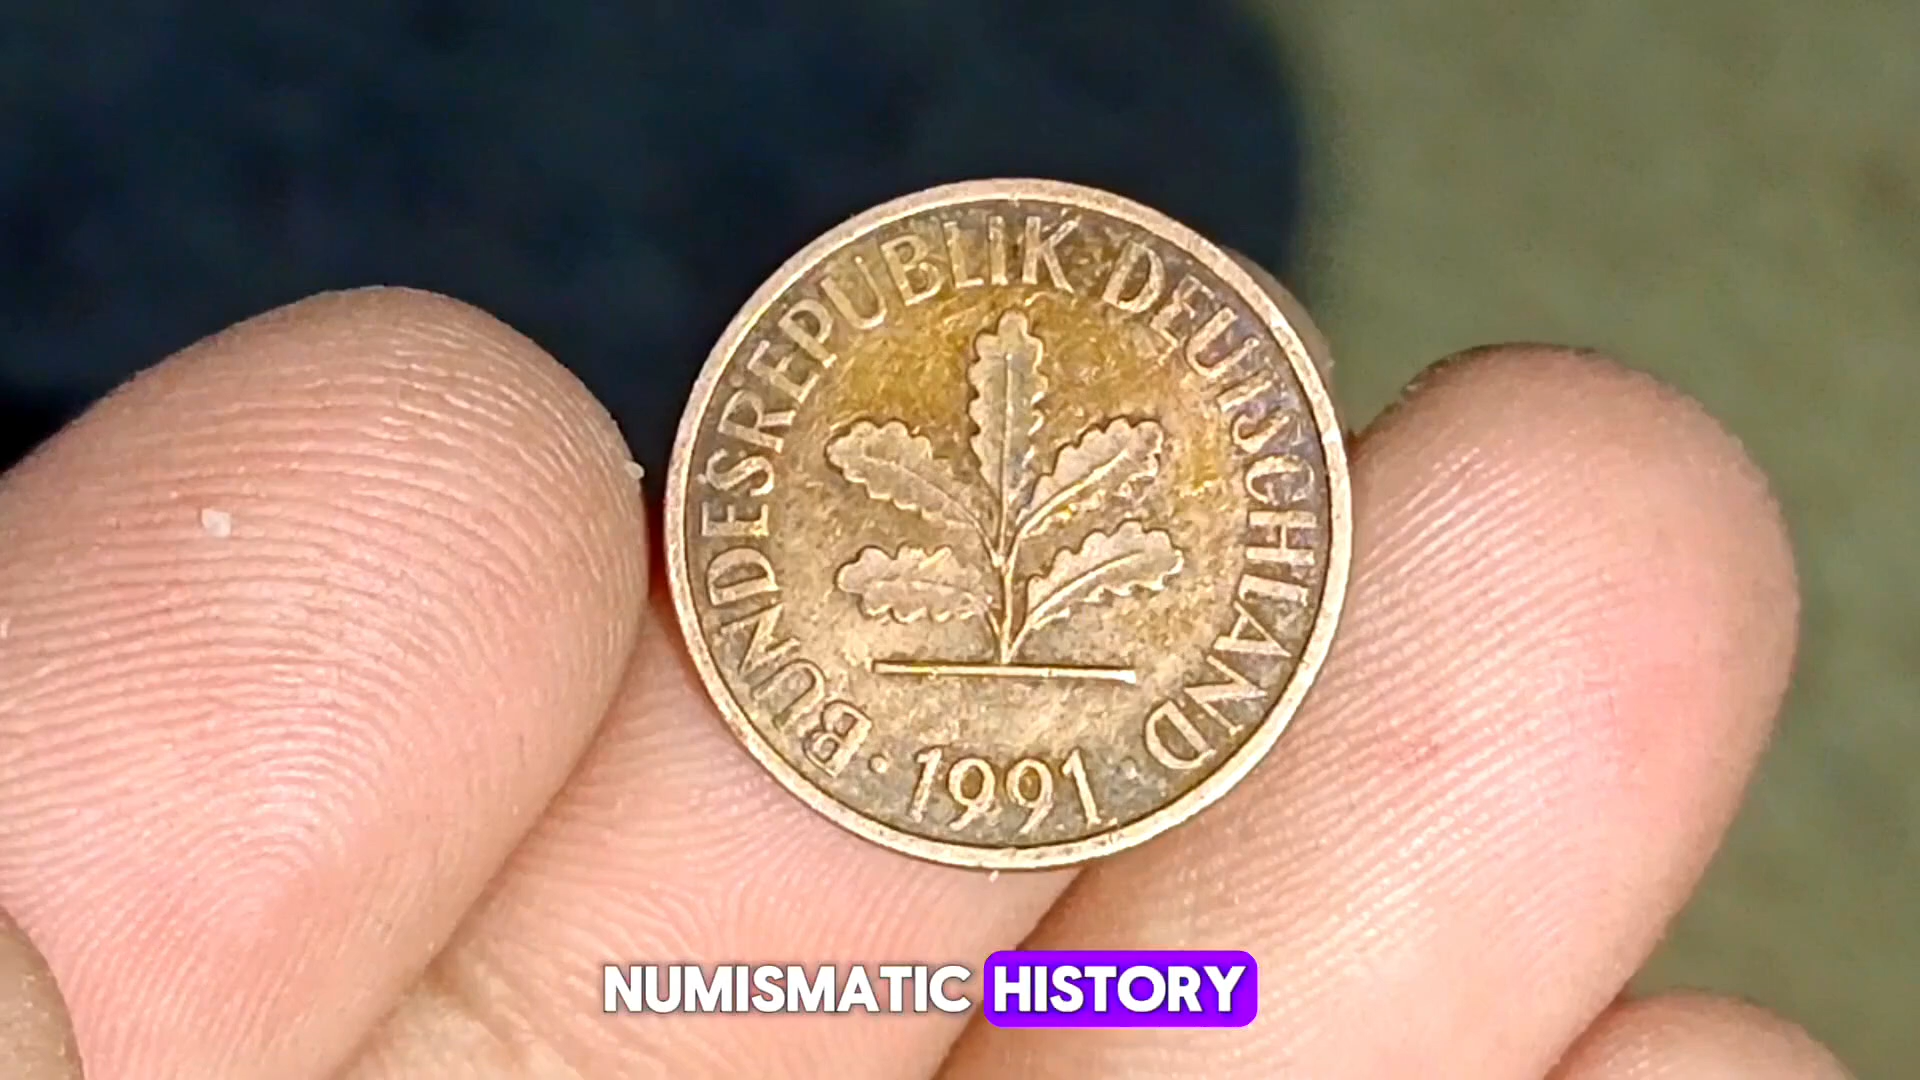 BUNDESREPUBLIK DEUTSCHLAND
· 1991 ·
NUMISMATIC HISTORY